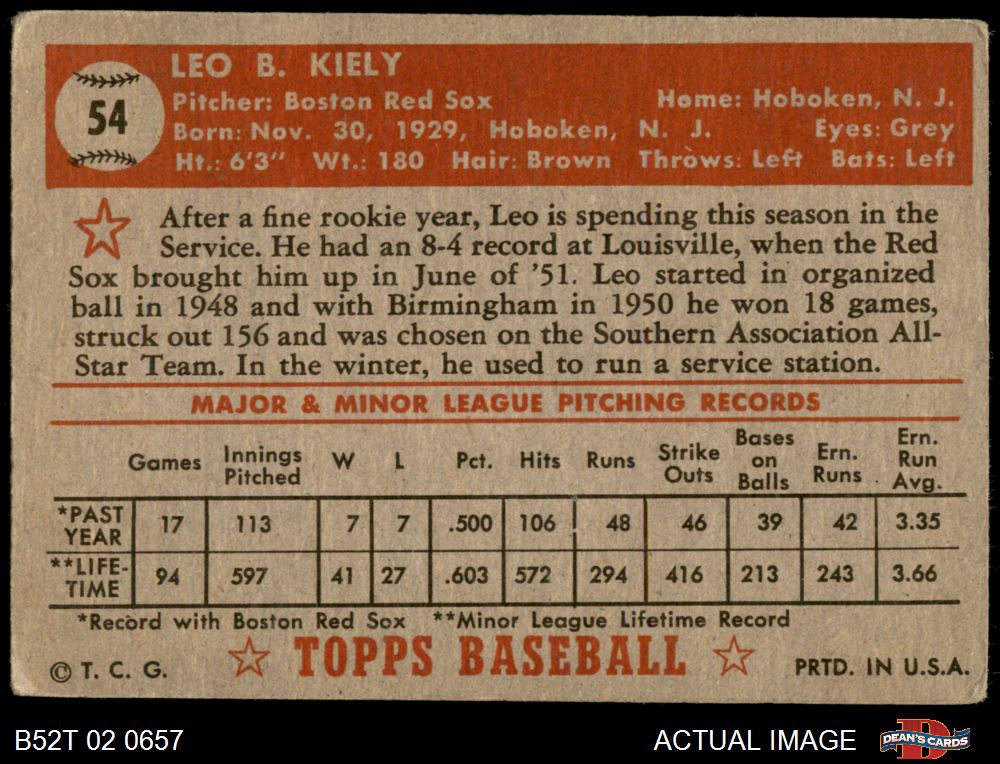 54
LEO B. KIELY
Pitcher: Boston Red Sox Home: Hoboken, N. J.
Born: Nov. 30, 1929, Hoboken, N. J. Eyes: Grey
Ht.: 6'3" Wt.: 180 Hair: Brown Throws: Left Bats: Left
After a fine rookie year, Leo is spending this season in the
Service. He had an 8-4 record at Louisville, when the Red
Sox brought him up in June of '51. Leo started in organized
ball in 1948 and with Birmingham in 1950 he won 18 games,
struck out 156 and was chosen on the Southern Association All-
Star Team. In the winter, he used to run a service station.
MAJOR & MINOR LEAGUE PITCHING RECORDS
Games Innings Pitched W L Pct. Hits Runs Strike Outs Bases on Balls Ern. Runs Ern. Run Avg.
*PAST YEAR 17 113 7 7 .500 106 48 46 39 42 3.35
**LIFE-TIME 94 597 41 27 .603 572 294 416 213 243 3.66
*Record with Boston Red Sox **Minor League Lifetime Record
© T. C. G. TOPPS BASEBALL PRTD. IN U.S.A.
B52T 02 0657 ACTUAL IMAGE DEAN'S CARDS